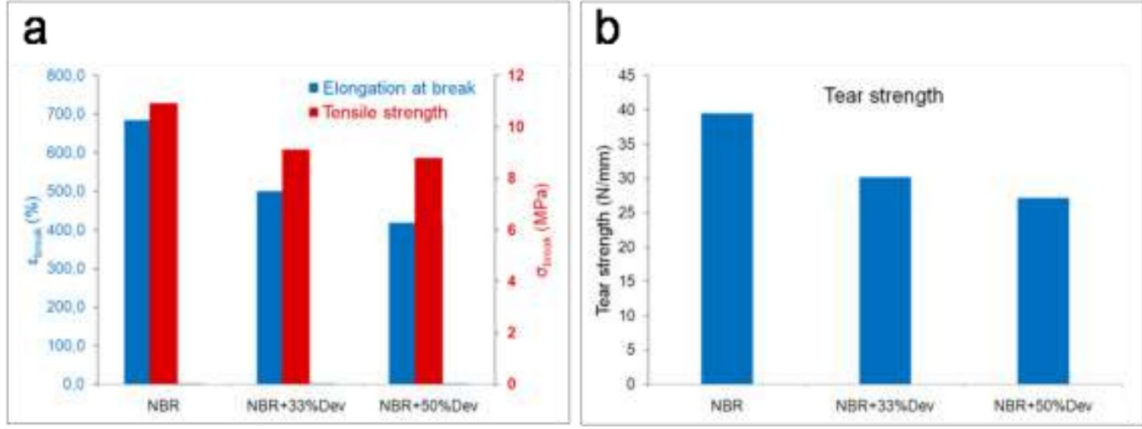 a
800,0
700,0
600,0
500,0
400,0
300,0
200,0
100,0
0,0
εbreak (%)
Elongation at break
Tensile strength
12
10
8
6
4
2
0
σbreak (MPa)
NBR NBR+33%Dev NBR+50%Dev
b
Tear strength
45
40
35
30
25
20
15
10
5
0
Tear strength (N/mm)
NBR NBR+33%Dev NBR+50%Dev